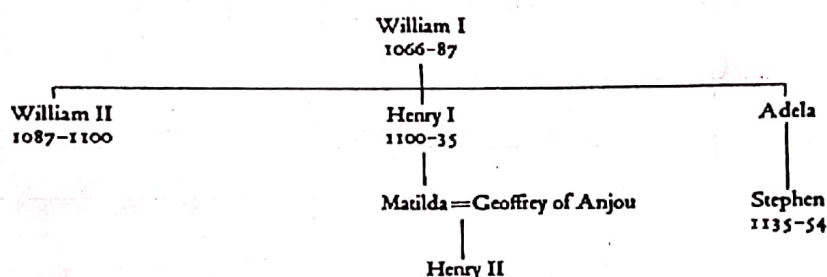 William I
1066-87
William II Henry I Adela
1087-1100 1100-35
Matilda=Geoffrey of Anjou Stephen
1135-54
Henry II